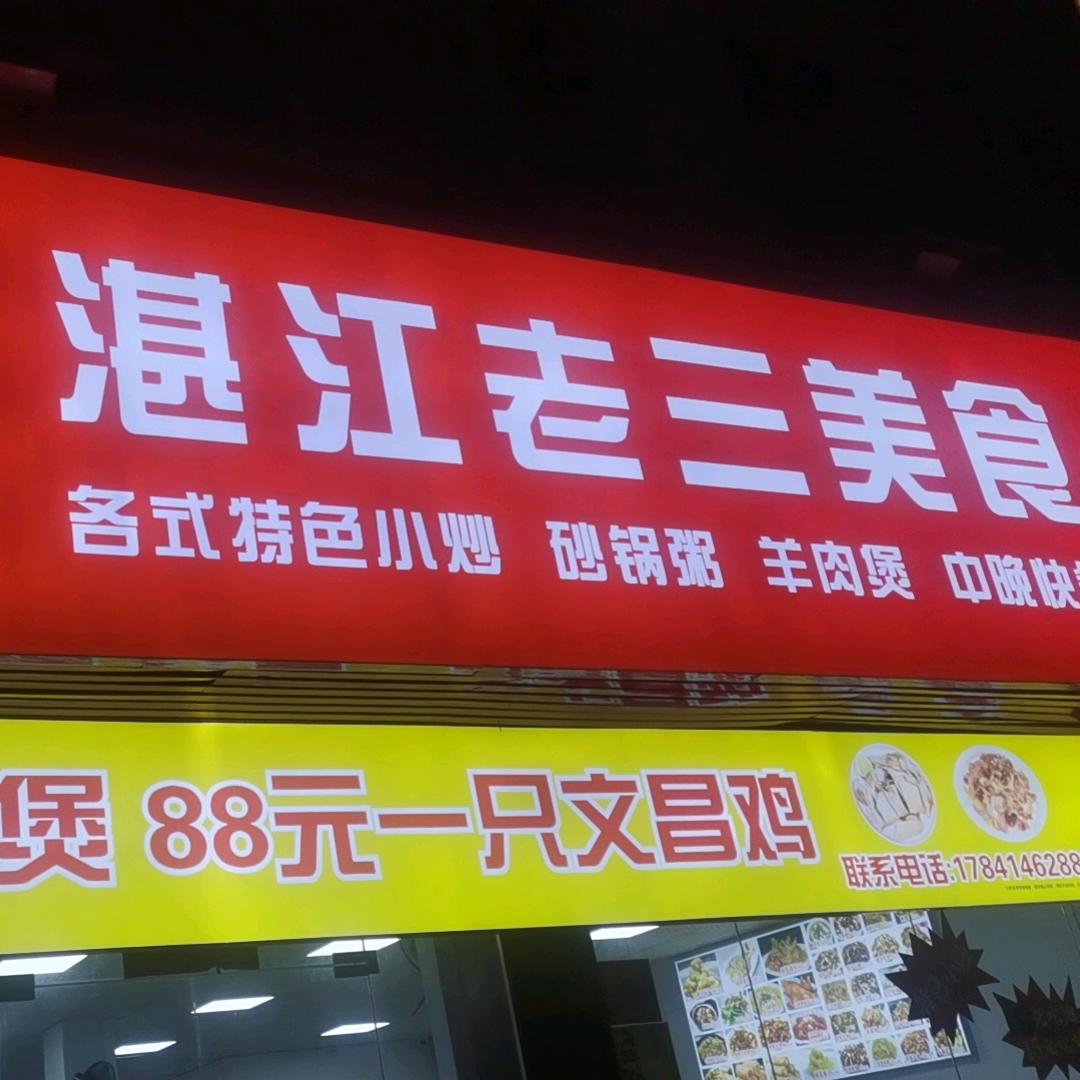 湛江老三美食
各式特色小炒 砂锅粥 羊肉煲 中晚快
煲 88元一只文昌鸡
联系电话:1784146288